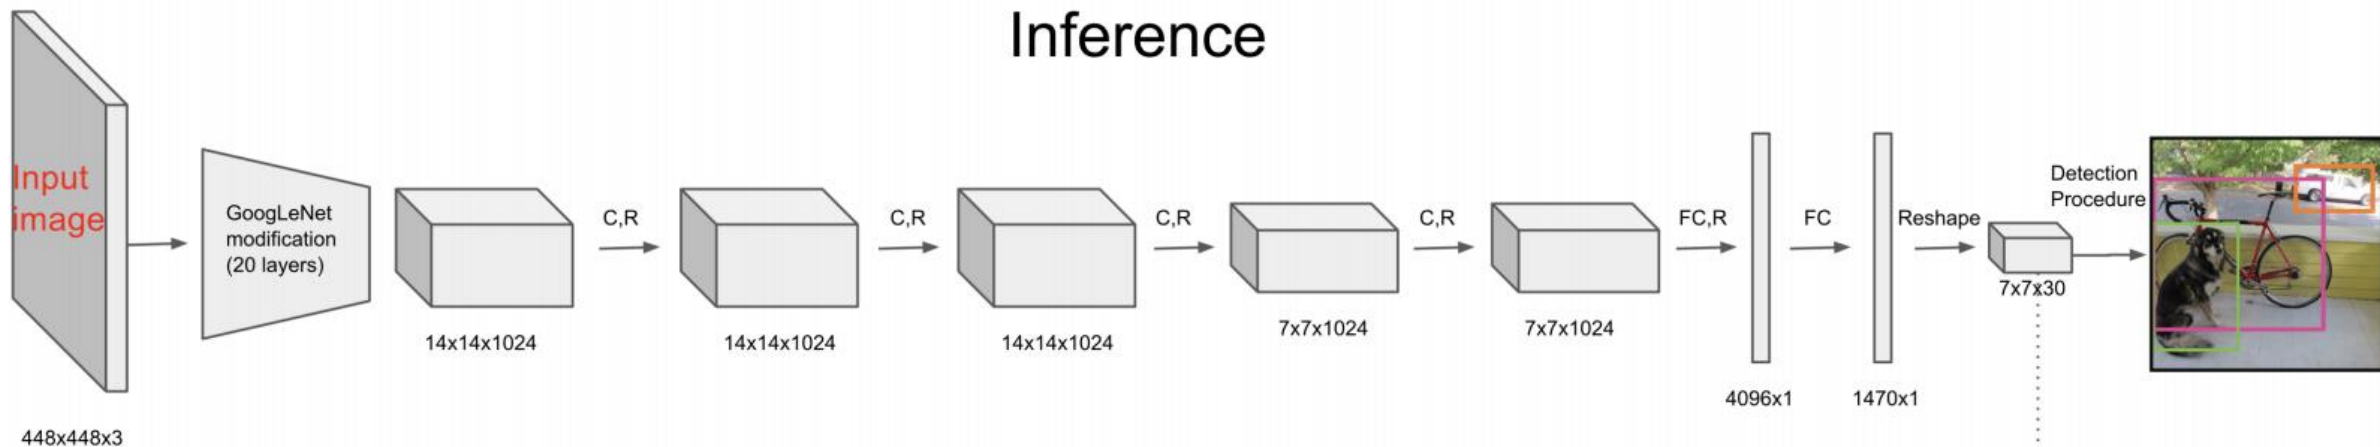 Inference
Input
image
448x448x3
GoogLeNet
modification
(20 layers)
14x14x1024
C,R
14x14x1024
C,R
14x14x1024
C,R
7x7x1024
C,R
7x7x1024
FC,R
4096x1
FC
1470x1
Reshape
7x7x30
Detection
Procedure